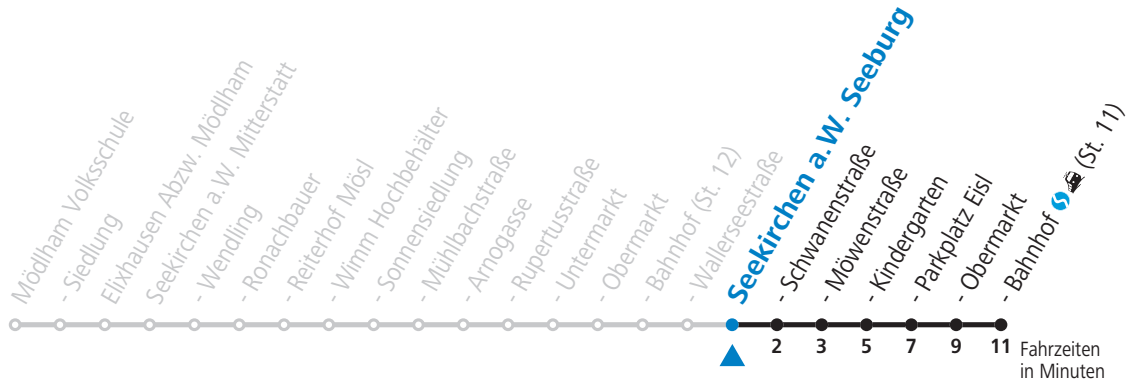 Mödlham Volksschule
- Siedlung
Elixhausen Abzw. Mödlham
Seekirchen a.W. Mitterstatt
- Wendling
- Ronachbauer
- Reiterhof Mösl
- Wimm Hochbehälter
- Sonnensiedlung
- Mühlbachstraße
- Arnogasse
- Rupertusstraße
- Untermarkt
- Obermarkt
- Bahnhof (St. 12)
- Wallerseestraße
Seekirchen a.W. Seeburg
- Schwanenstraße
- Möwenstraße
- Kindergarten
- Parkplatz Eisl
- Obermarkt
- Bahnhof (St. 11)
2 3 5 7 9 11 Fahrzeiten
in Minuten